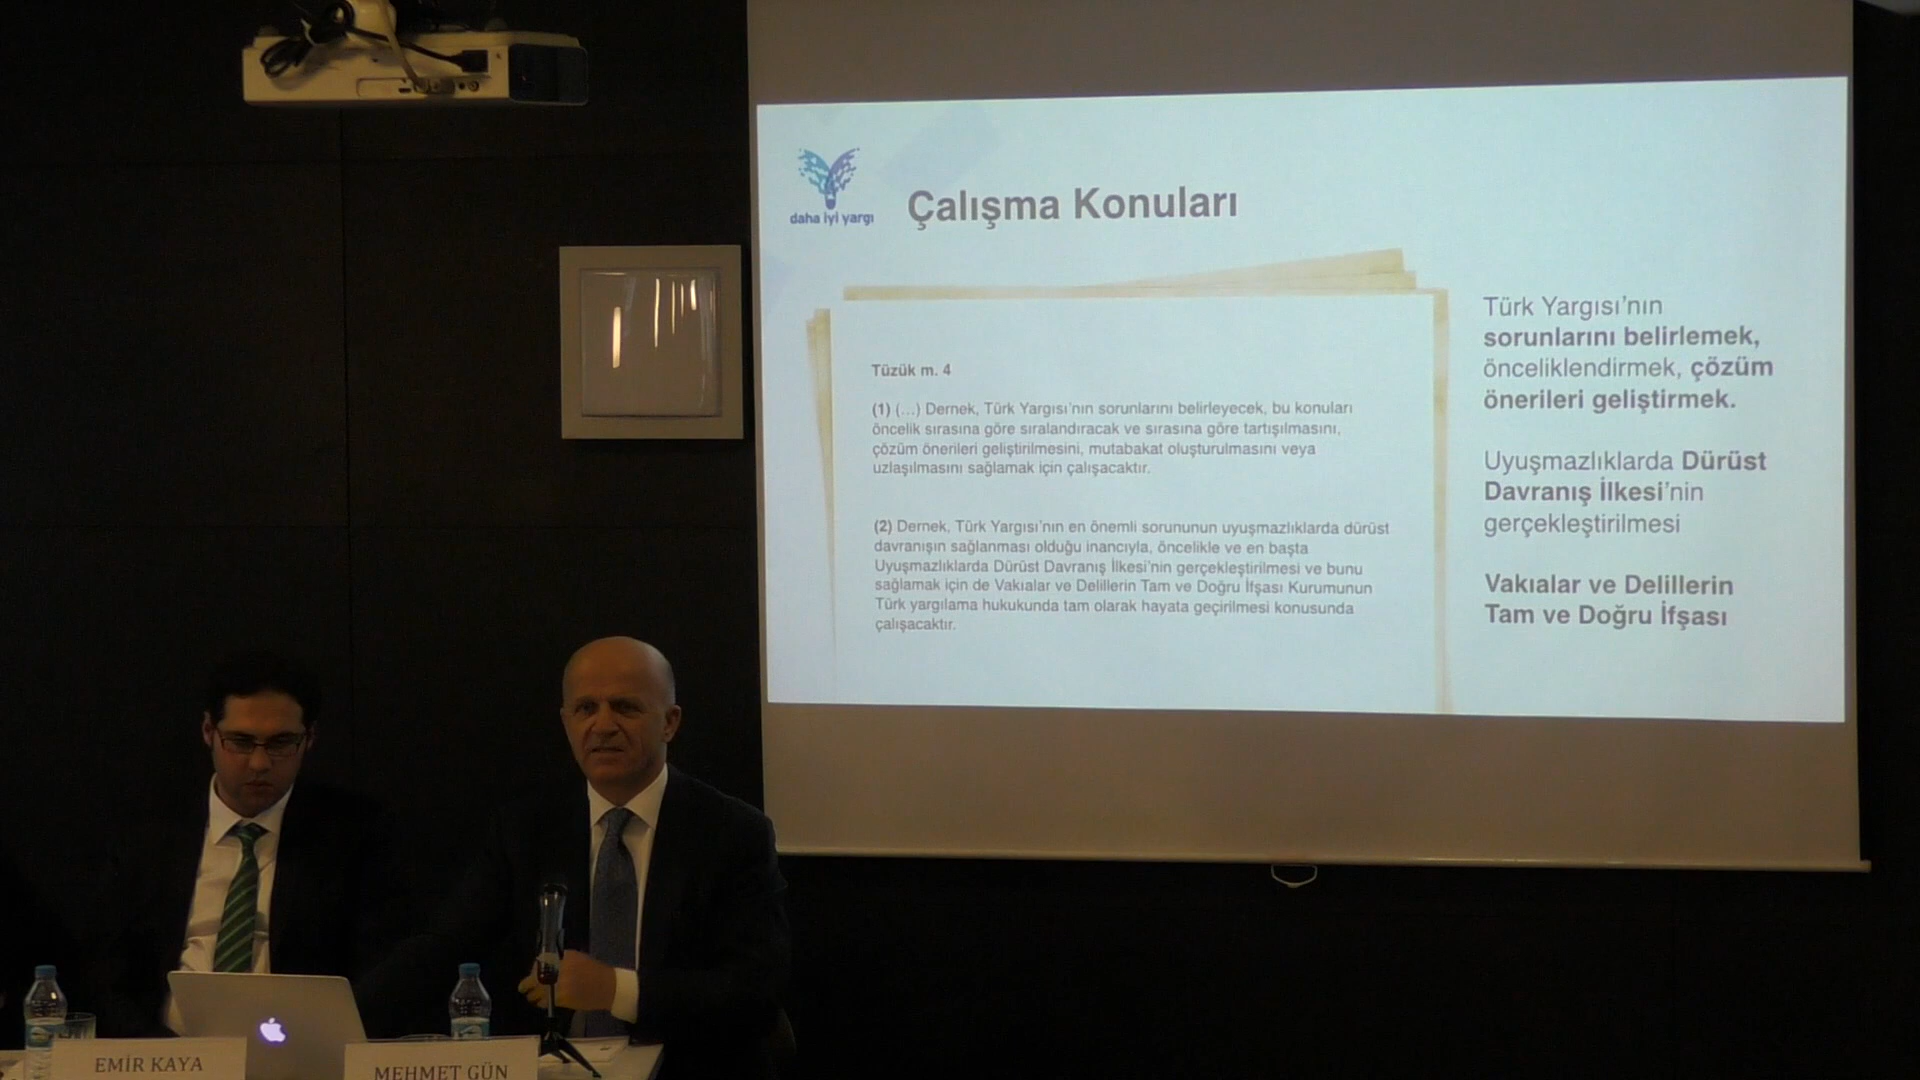 daha iyi yargı
Çalışma Konuları
Tüzük m. 4
(1) (...) Dernek, Türk Yargısı'nın sorunlarını belirleyecek, bu konuları
öncelik sırasına göre sıralandıracak ve sırasına göre tartışılmasını,
çözüm önerileri geliştirilmesini, mutabakat oluşturulmasını veya
uzlaşılmasını sağlamak için çalışacaktır.
(2) Dernek, Türk Yargısı'nın en önemli sorununun uyuşmazlıklarda dürüst
davranışın sağlanması olduğu inancıyla, öncelikle ve en başta
Uyuşmazlıklarda Dürüst Davranış İlkesi'nin gerçekleştirilmesi ve bunu
sağlamak için de Vakıalar ve Delillerin Tam ve Doğru İfşası Kurumunun
Türk yargılama hukukunda tam olarak hayata geçirilmesi konusunda
çalışacaktır.
Türk Yargısı'nın
sorunlarını belirlemek,
önceliklendirmek, çözüm
önerileri geliştirmek.
Uyuşmazlıklarda Dürüst
Davranış İlkesi'nin
gerçekleştirilmesi
Vakıalar ve Delillerin
Tam ve Doğru İfşası
EMİR KAYA
MEHMET GÜN